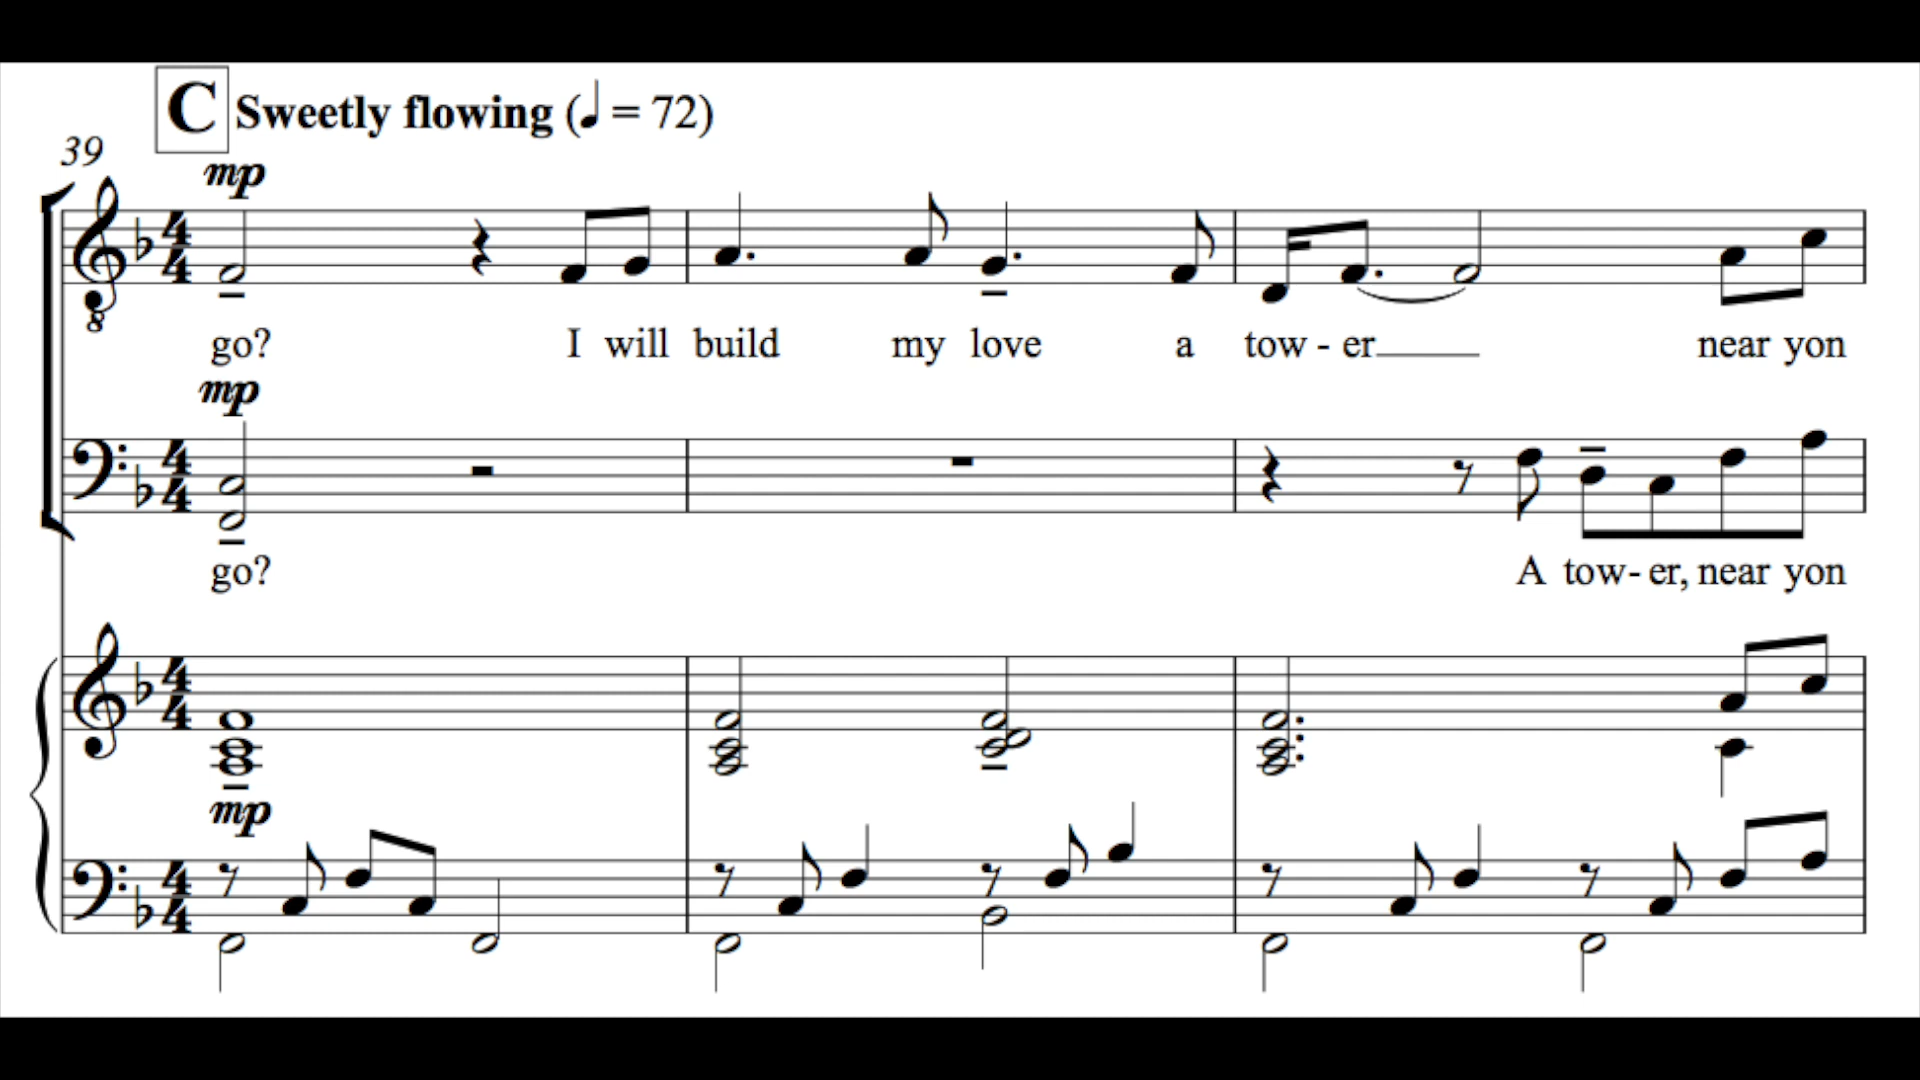 C Sweetly flowing (♩ = 72)
39
mp
8
go? I will build my love a tow - er near yon
mp
go? A tow - er, near yon
mp